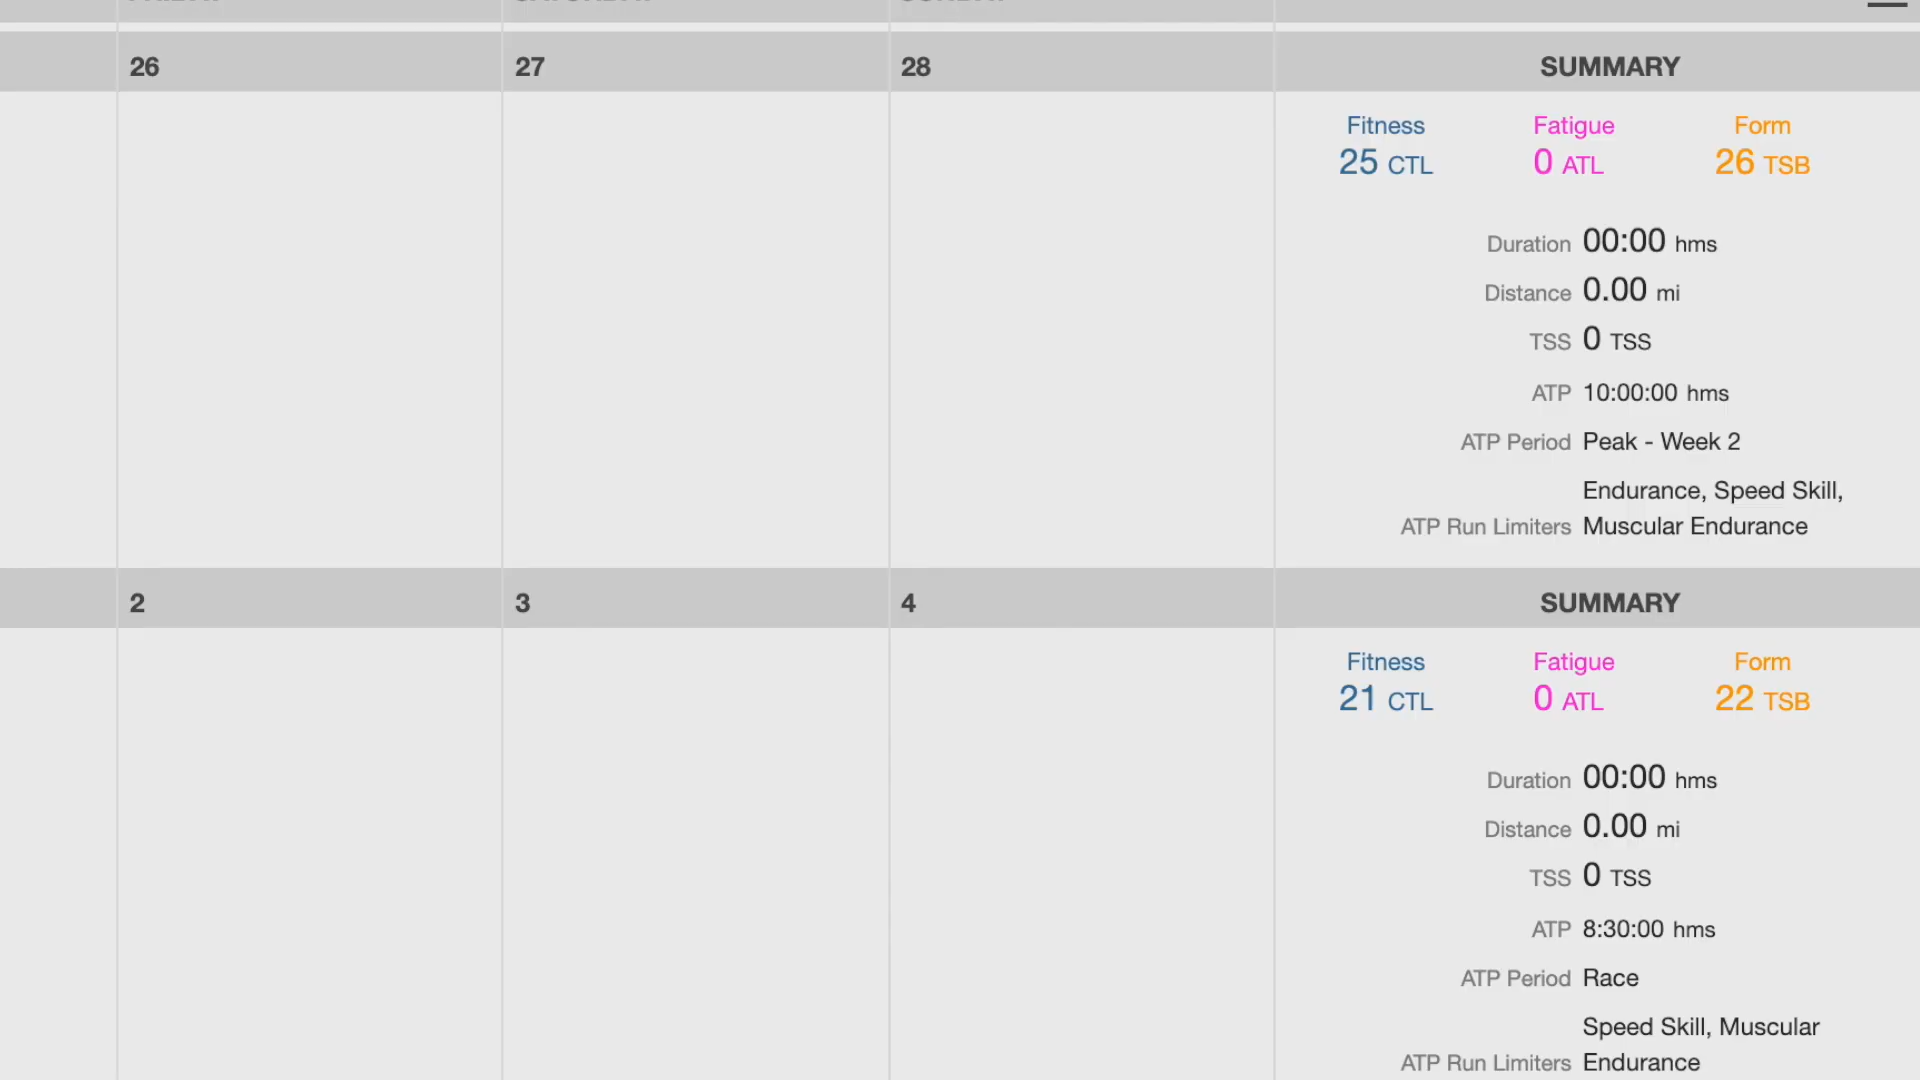 26 27 28 SUMMARY
Fitness Fatigue Form
25 CTL 0 ATL 26 TSB
Duration 00:00 hms
Distance 0.00 mi
TSS 0 TSS
ATP 10:00:00 hms
ATP Period Peak - Week 2
Endurance, Speed Skill,
ATP Run Limiters Muscular Endurance
2 3 4 SUMMARY
Fitness Fatigue Form
21 CTL 0 ATL 22 TSB
Duration 00:00 hms
Distance 0.00 mi
TSS 0 TSS
ATP 8:30:00 hms
ATP Period Race
Speed Skill, Muscular
ATP Run Limiters Endurance